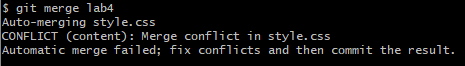 $ git merge lab4
Auto-merging style.css
CONFLICT (content): Merge conflict in style.css
Automatic merge failed; fix conflicts and then commit the result.